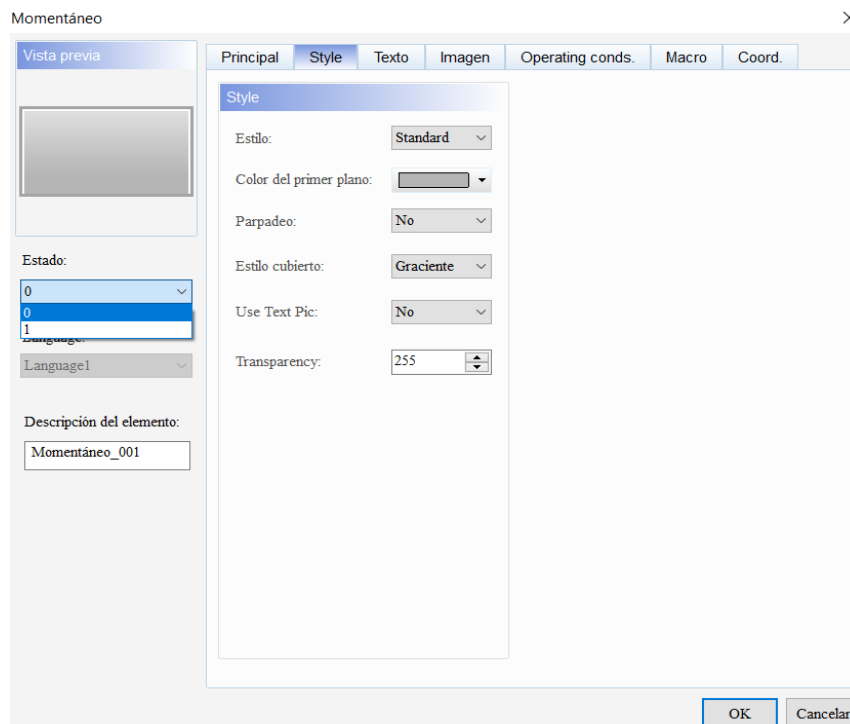 Momentáneo
Vista previa
Principal Style Texto Imagen Operating conds. Macro Coord.
Style
Estilo: Standard
Color del primer plano:
Parpadeo: No
Estilo cubierto: Graciente
Use Text Pic: No
Transparency: 255
Estado:
0
0
1
Language:
Language1
Descripción del elemento:
Momentáneo_001
OK Cancelar